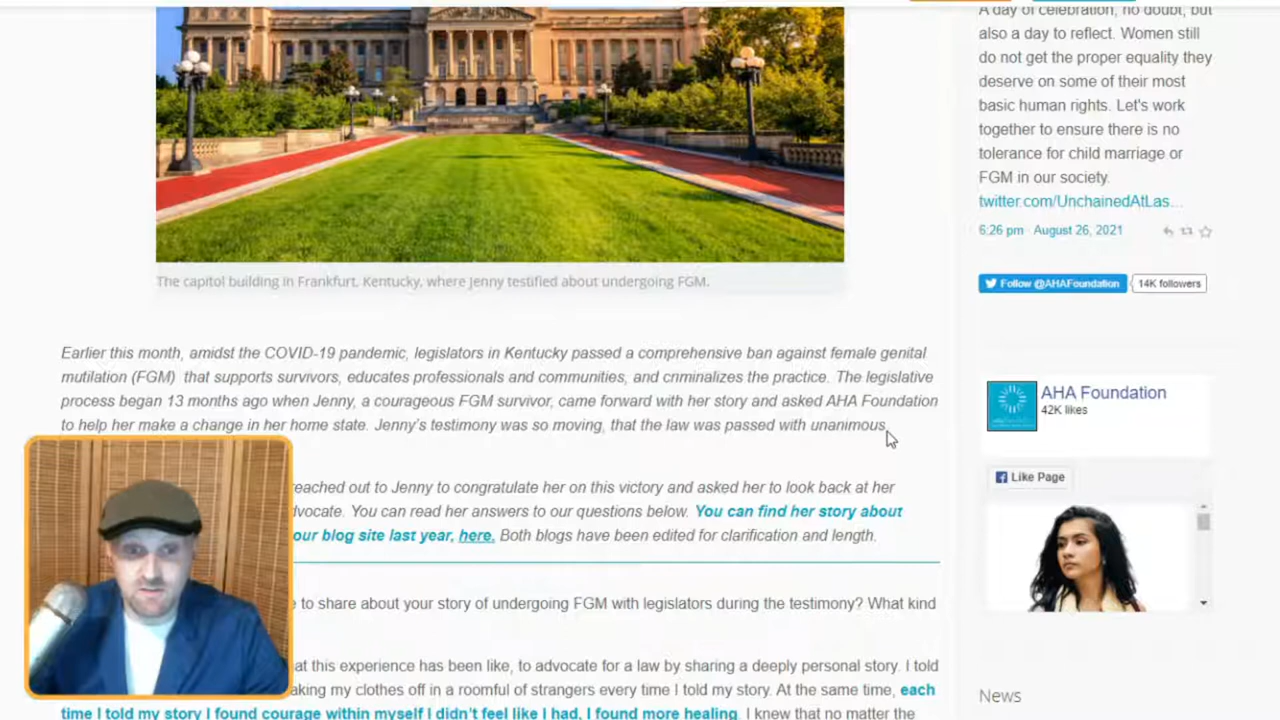 The capitol building in Frankfurt, Kentucky, where Jenny testified about undergoing FGM.
Earlier this month, amidst the COVID-19 pandemic, legislators in Kentucky passed a comprehensive ban against female genital
mutilation (FGM) that supports survivors, educates professionals and communities, and criminalizes the practice. The legislative
process began 13 months ago when Jenny, a courageous FGM survivor, came forward with her story and asked AHA Foundation
to help her make a change in her home state. Jenny's testimony was so moving, that the law was passed with unanimous.
reached out to Jenny to congratulate her on this victory and asked her to look back at her
dvocate. You can read her answers to our questions below. You can find her story about
our blog site last year, here. Both blogs have been edited for clarification and length.
e to share about your story of undergoing FGM with legislators during the testimony? What kind
at this experience has been like, to advocate for a law by sharing a deeply personal story. I told
aking my clothes off in a roomful of strangers every time I told my story. At the same time, each
time I told my story I found courage within myself I didn't feel like I had, I found more healing. I knew that no matter the
A day of celebration, no doubt, but
also a day to reflect. Women still
do not get the proper equality they
deserve on some of their most
basic human rights. Let's work
together to ensure there is no
tolerance for child marriage or
FGM in our society.
twitter.com/UnchainedAtLas…
6:26 pm · August 26, 2021
Follow @AHAFoundation
14K followers
AHA Foundation
42K likes
Like Page
News